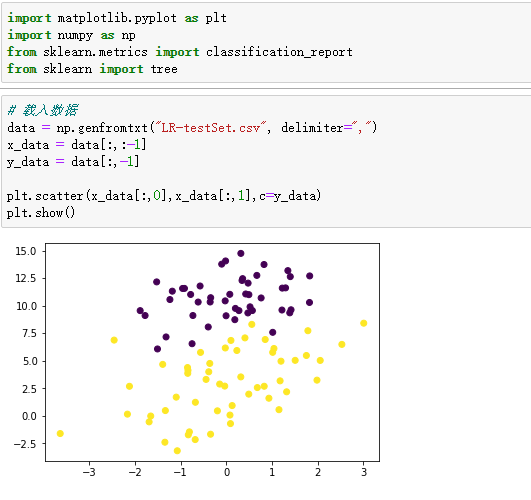 import matplotlib.pyplot as plt
import numpy as np
from sklearn.metrics import classification_report
from sklearn import tree
# 载入数据
data = np.genfromtxt("LR-testSet.csv", delimiter=",")
x_data = data[:,:-1]
y_data = data[:,-1]
plt.scatter(x_data[:,0],x_data[:,1],c=y_data)
plt.show()
15.0
12.5
10.0
7.5
5.0
2.5
0.0
−2.5
−3 −2 −1 0 1 2 3